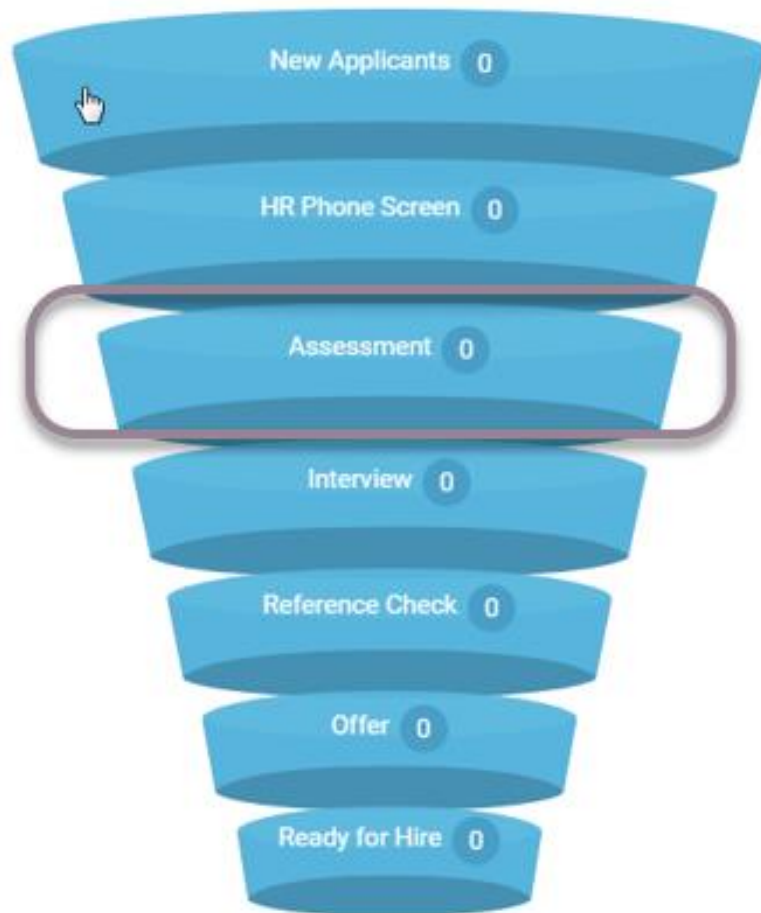 New Applicants 0
HR Phone Screen 0
Assessment 0
Interview 0
Reference Check 0
Offer 0
Ready for Hire 0